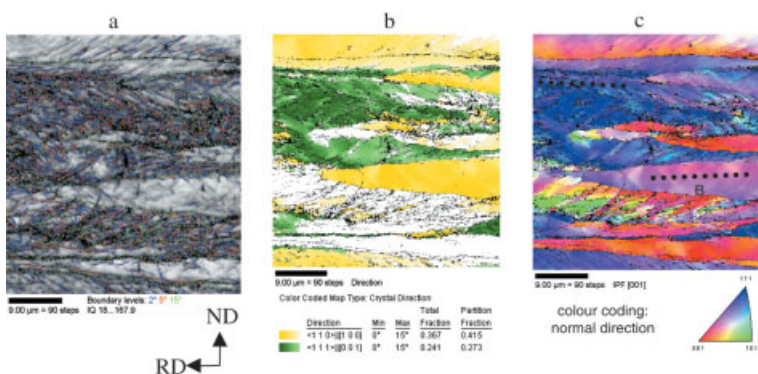 a
b
c
9.00 µm = 90 steps Boundary levels: 2° 5° 15°
IQ 18...167.9
ND
RD
9.00 µm = 90 steps Direction
Color Coded Map Type: Crystal Direction
Total Partition
Direction Min Max Fraction Fraction
<1 1 0>||[1 0 0] 0° 15° 0.367 0.415
<1 1 1>||[0 0 1] 0° 15° 0.241 0.273
B
9.00 µm = 90 steps IPF [001]
colour coding:
normal direction
111
001 101